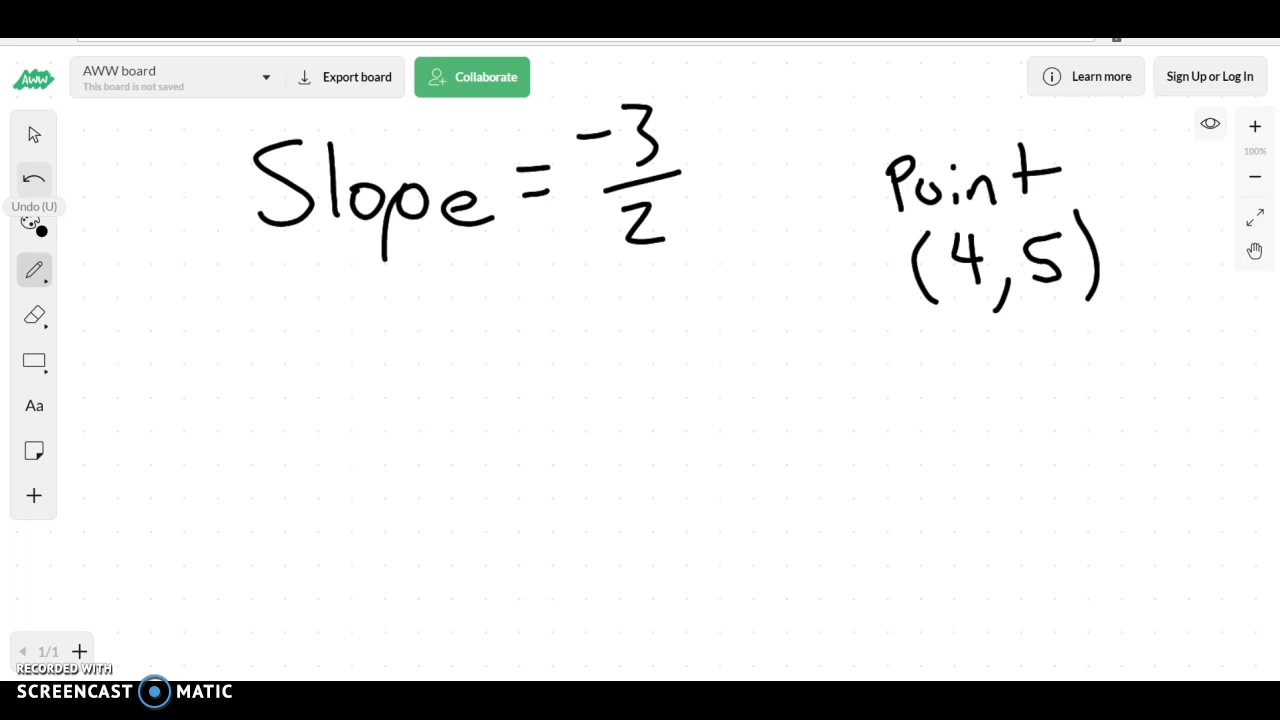 AWW
AWW board
This board is not saved
Export board
Collaborate
Learn more
Sign Up or Log In
Slope = -3/2
Point
(4,5)
100%
Undo (U)
Aa
1/1
RECORDED WITH
SCREENCAST MATIC